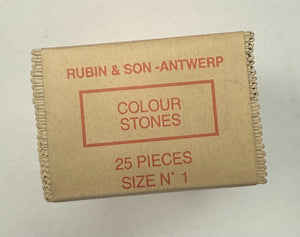 RUBIN & SON -ANTWERP
COLOUR
STONES
25 PIECES
SIZE N° 1